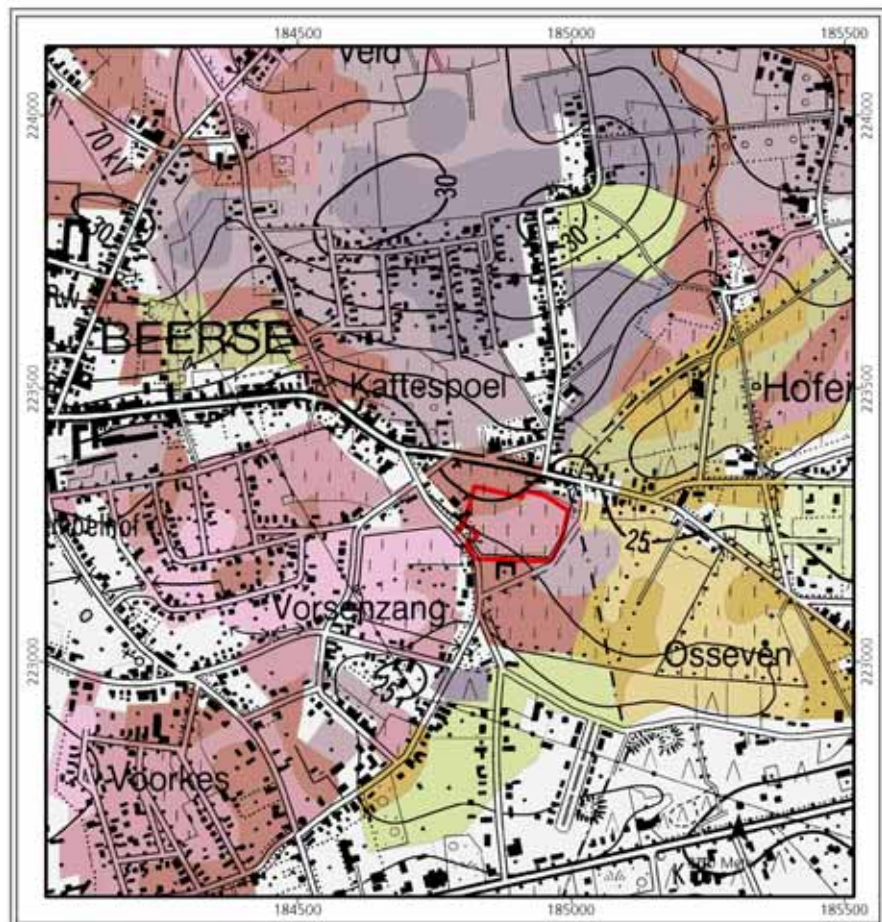 184500 185000 185500
Veld
224000 224000
70 kV
30
30 30
BEERSE
Kattespoel
Hofer
223500 223500
25
Vorsenzang
Osseven
25
223000 223000
Voorkes
K
184500 185000 185500